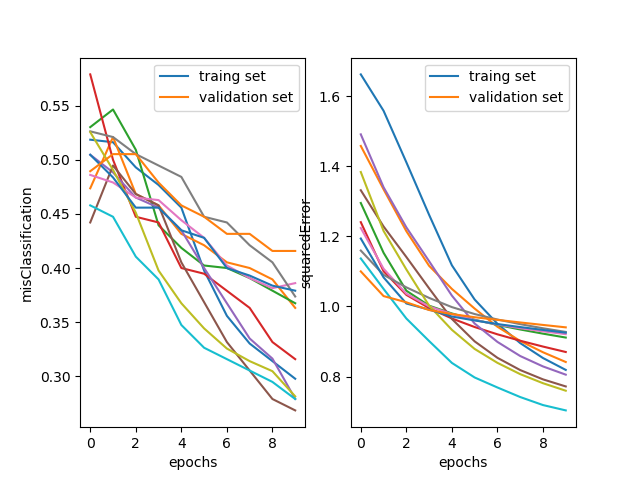 traing set
validation set
0.55
0.50
0.45
0.40
0.35
0.30
misClassification
0 2 4 6 8
epochs
traing set
validation set
1.6
1.4
1.2
1.0
0.8
squaredError
0 2 4 6 8
epochs